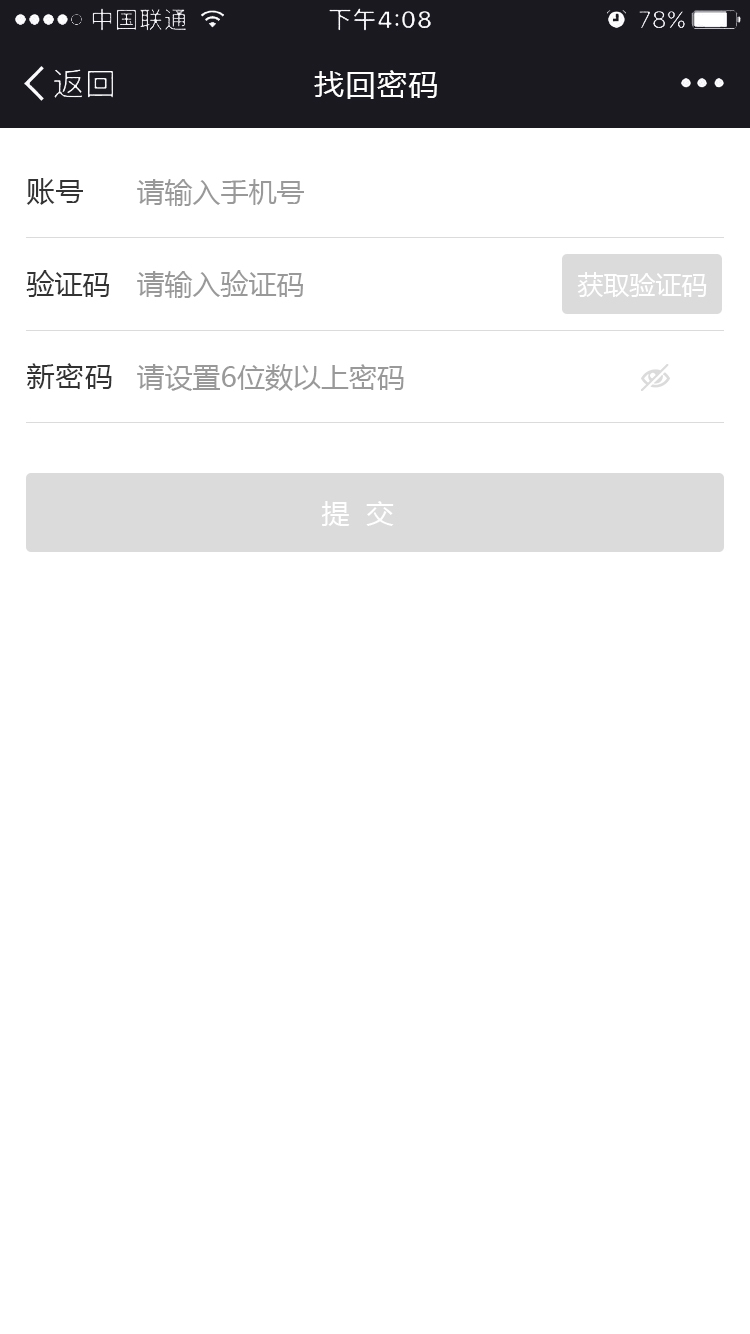 中国联通 下午4:08 78%
返回 找回密码
账号 请输入手机号
验证码 请输入验证码 获取验证码
新密码 请设置6位数以上密码
提 交